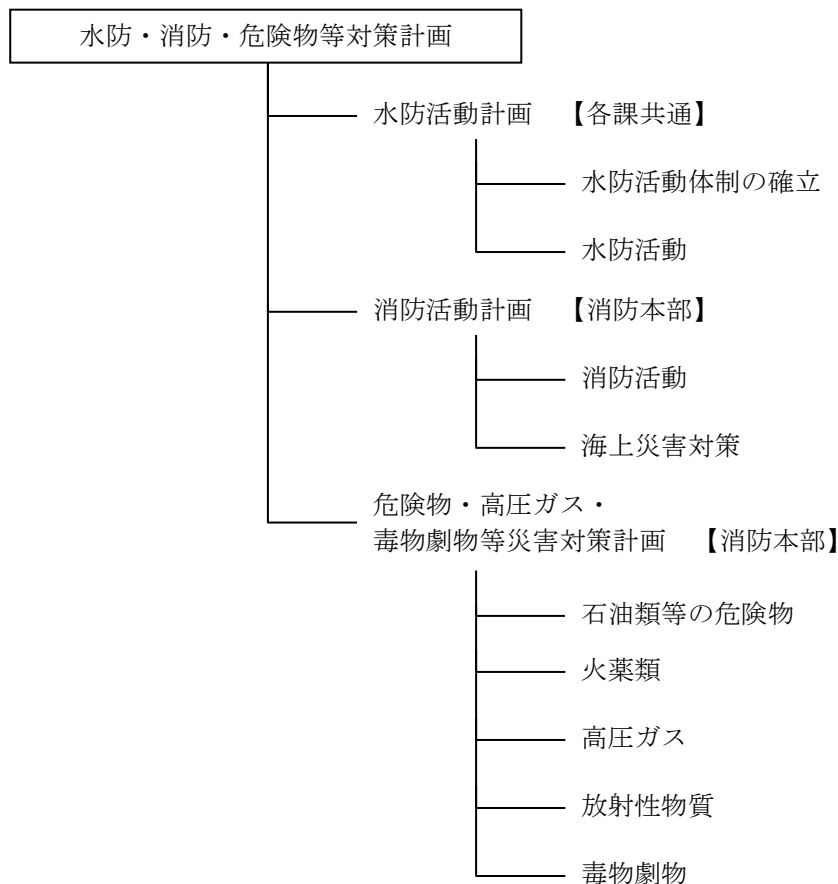 水防・消防・危険物等対策計画
水防活動計画　【各課共通】
水防活動体制の確立
水防活動
消防活動計画　【消防本部】
消防活動
海上災害対策
危険物・高圧ガス・
毒物劇物等災害対策計画　【消防本部】
石油類等の危険物
火薬類
高圧ガス
放射性物質
毒物劇物